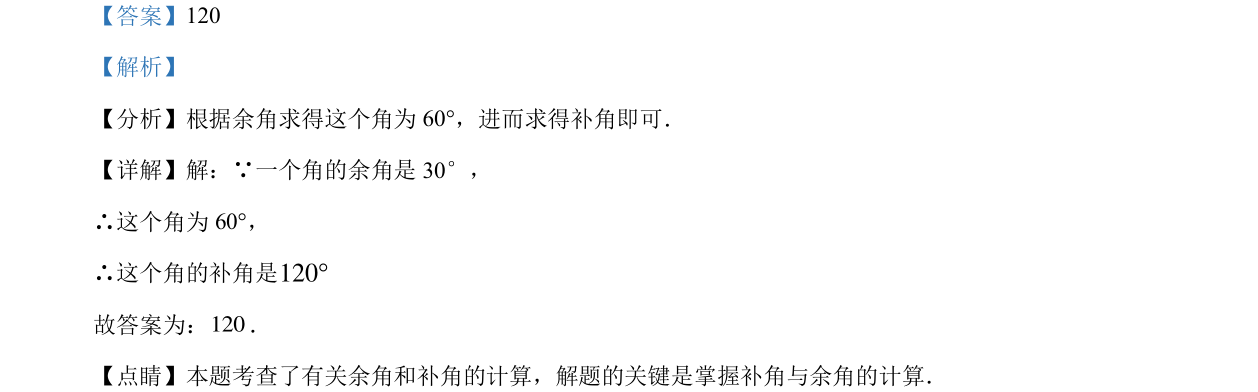 【答案】120
【解析】
【分析】根据余角求得这个角为 60°，进而求得补角即可．
【详解】解：∵一个角的余角是 30°，
∴这个角为 60°，
∴这个角的补角是120°
故答案为：120．
【点睛】本题考查了有关余角和补角的计算，解题的关键是掌握补角与余角的计算．